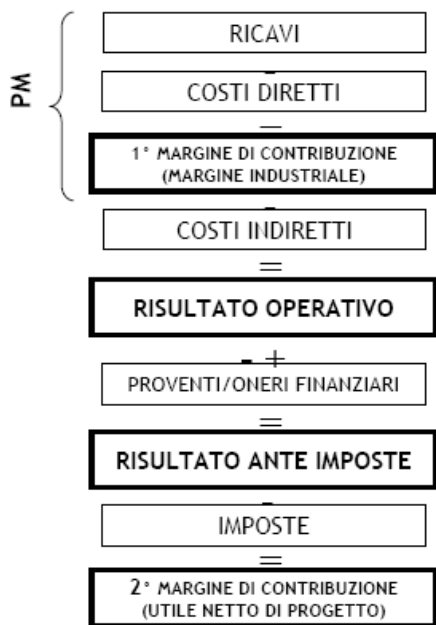 PM
RICAVI
-
COSTI DIRETTI
=
1° MARGINE DI CONTRIBUZIONE
(MARGINE INDUSTRIALE)
-
COSTI INDIRETTI
=
RISULTATO OPERATIVO
- +
PROVENTI/ONERI FINANZIARI
=
RISULTATO ANTE IMPOSTE
-
IMPOSTE
=
2° MARGINE DI CONTRIBUZIONE
(UTILE NETTO DI PROGETTO)